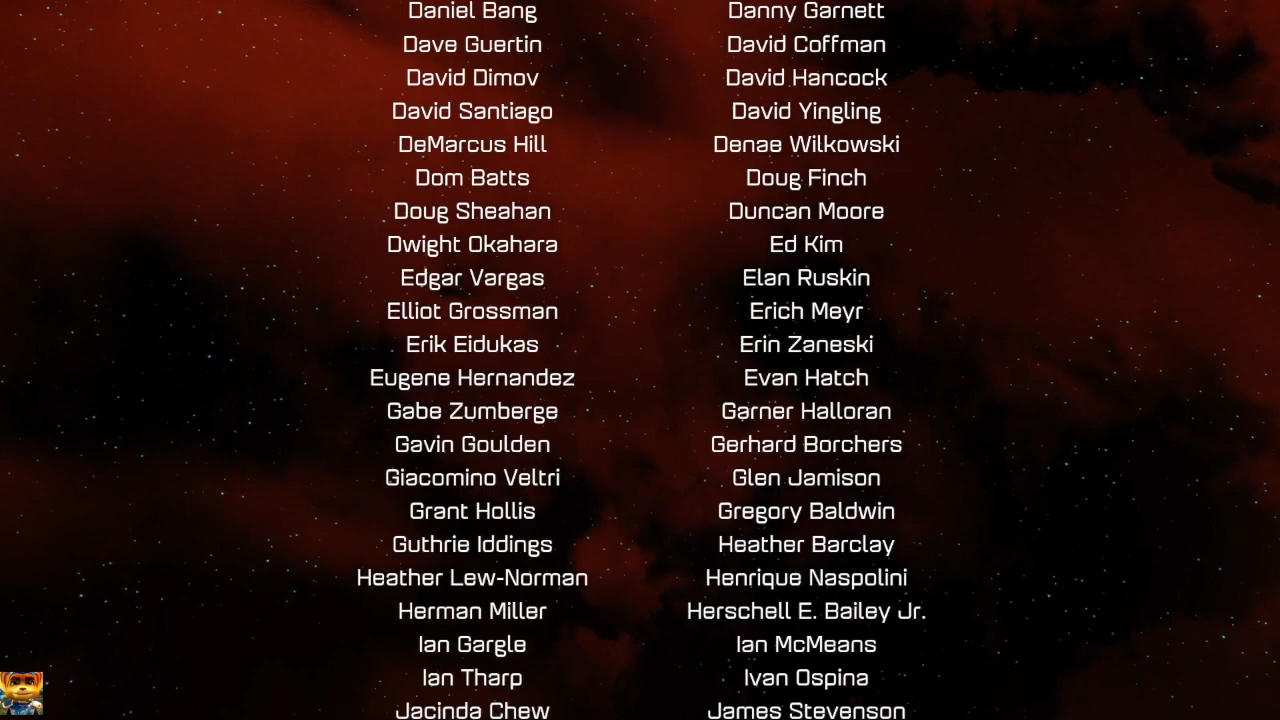 Daniel Bang Danny Garnett
Dave Guertin David Coffman
David Dimov David Hancock
David Santiago David Yingling
DeMarcus Hill Denae Wilkowski
Dom Batts Doug Finch
Doug Sheahan Duncan Moore
Dwight Okahara Ed Kim
Edgar Vargas Elan Ruskin
Elliot Grossman Erich Meyr
Erik Eidukas Erin Zaneski
Eugene Hernandez Evan Hatch
Gabe Zumberge Garner Halloran
Gavin Goulden Gerhard Borchers
Giacomino Veltri Glen Jamison
Grant Hollis Gregory Baldwin
Guthrie Iddings Heather Barclay
Heather Lew-Norman Henrique Naspolini
Herman Miller Herschell E. Bailey Jr.
Ian Gargle Ian McMeans
Ian Tharp Ivan Ospina
Jacinda Chew James Stevenson